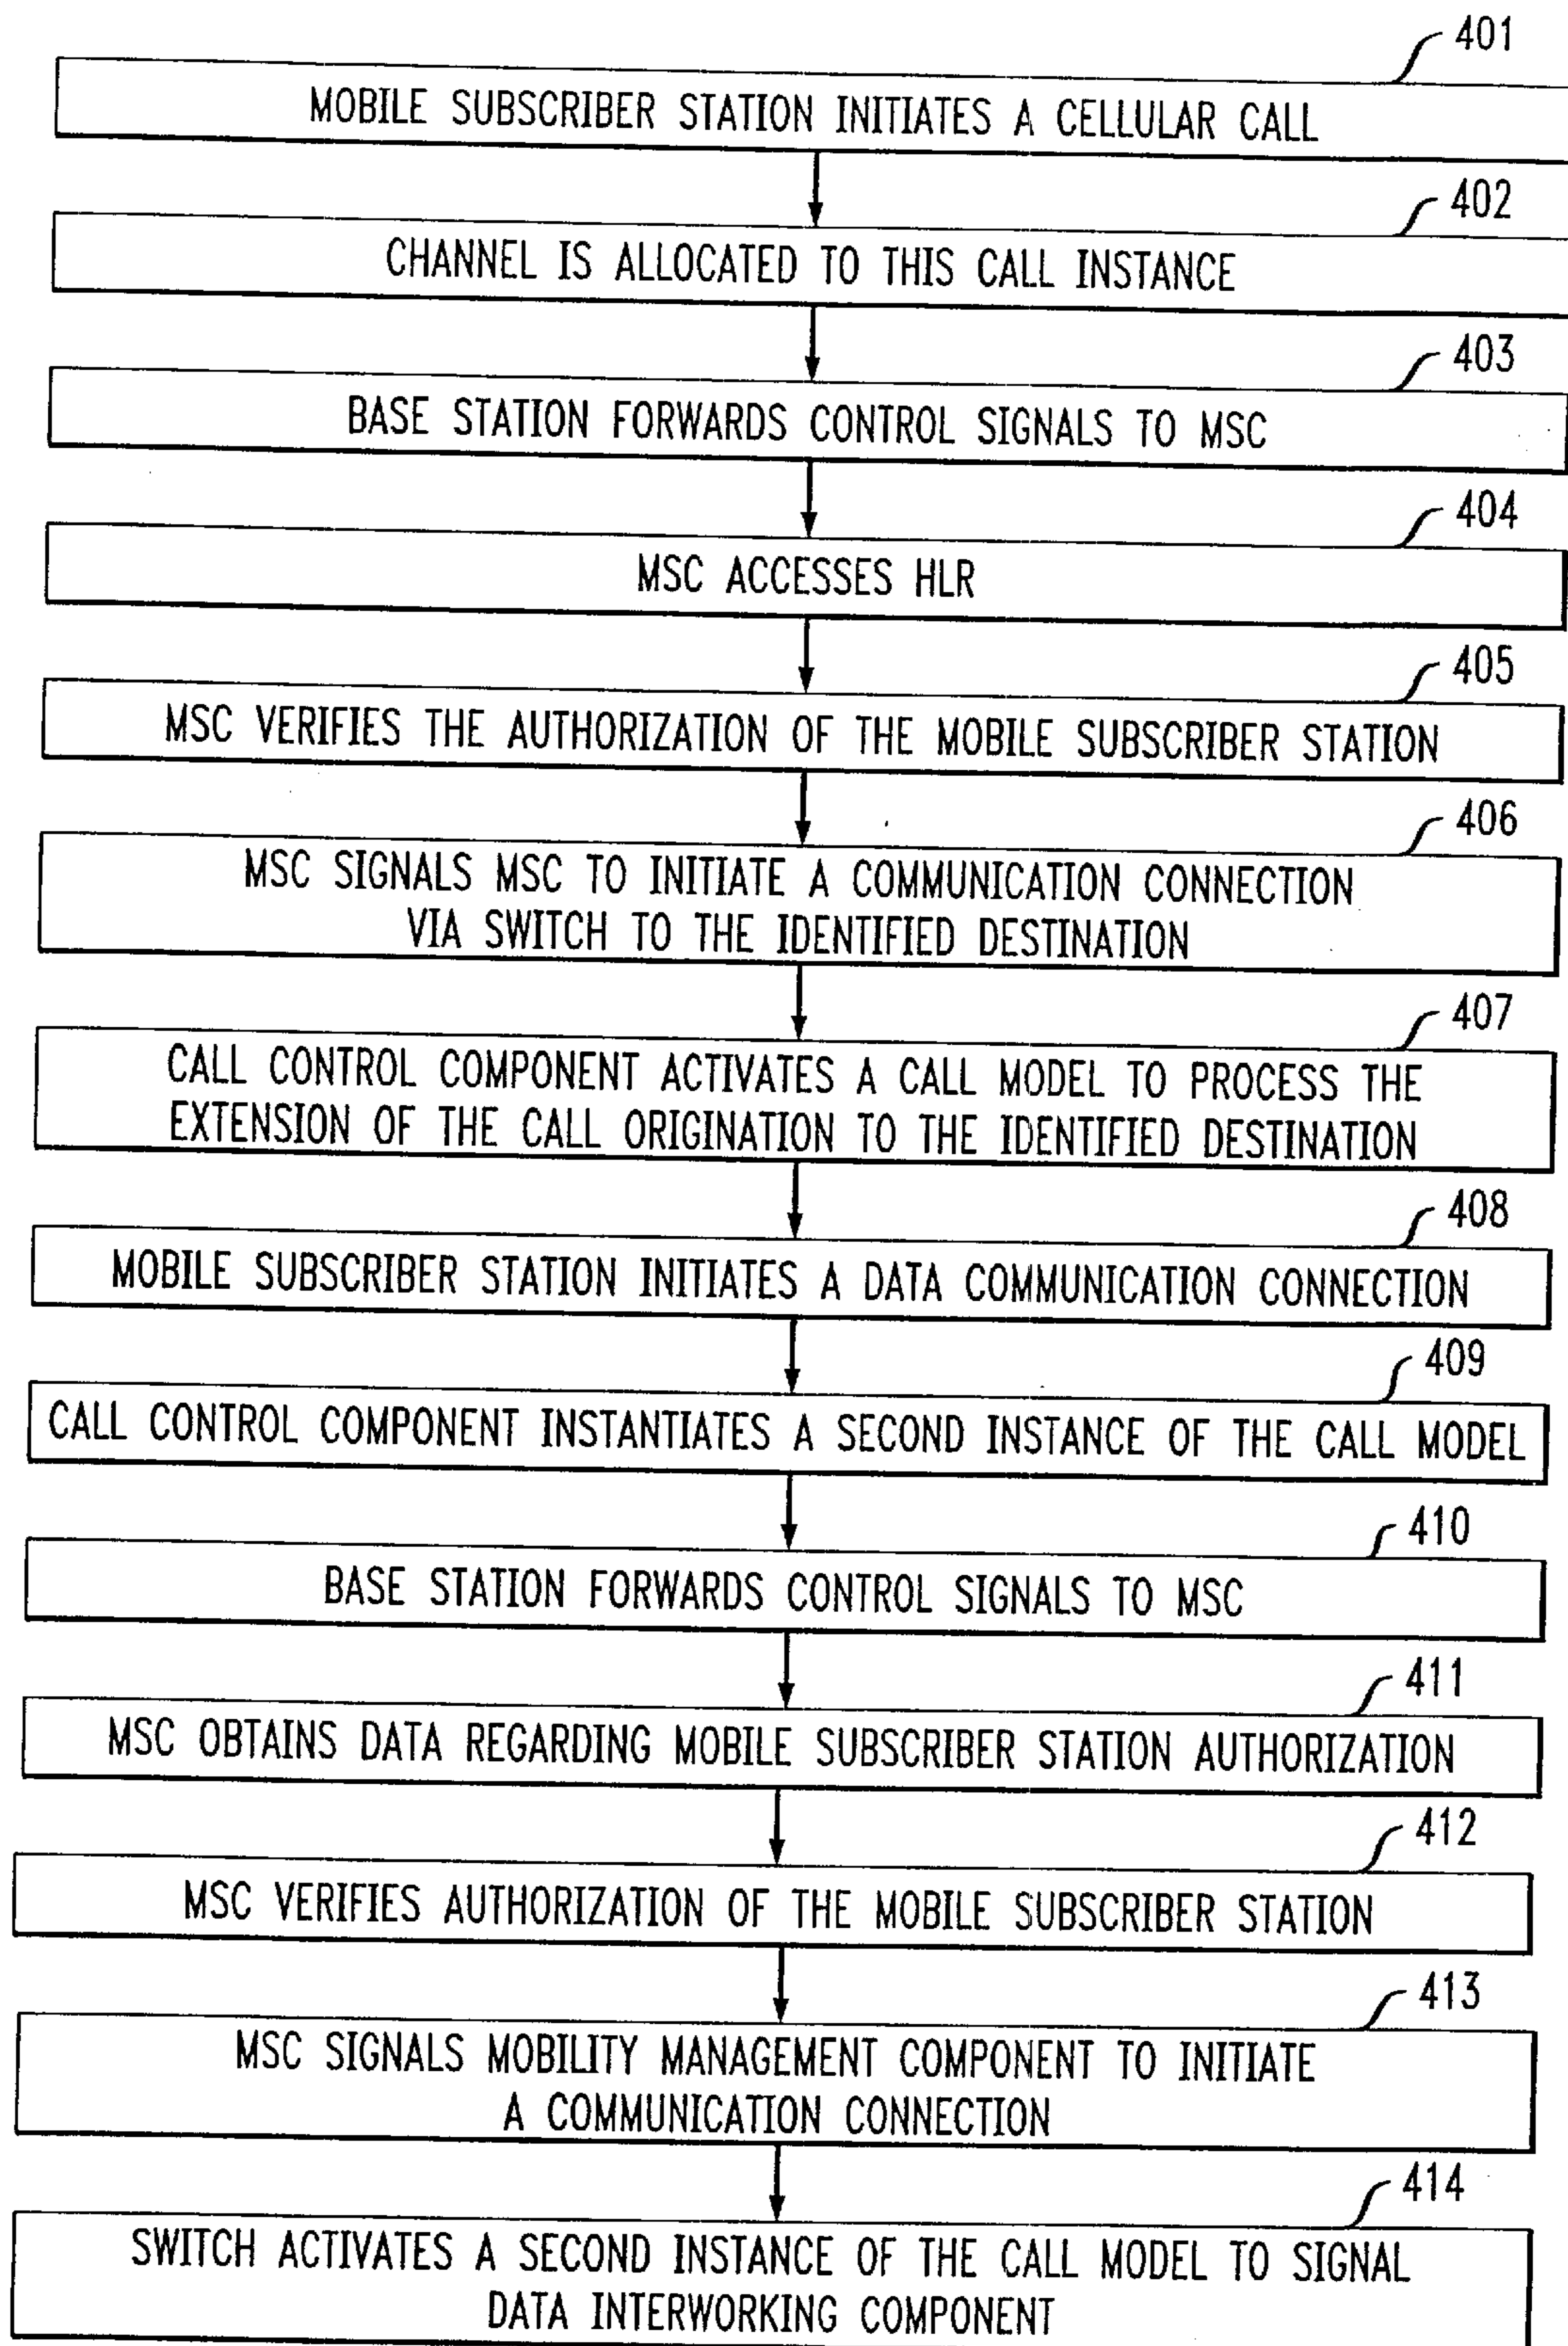 401
MOBILE SUBSCRIBER STATION INITIATES A CELLULAR CALL
402
CHANNEL IS ALLOCATED TO THIS CALL INSTANCE
403
BASE STATION FORWARDS CONTROL SIGNALS TO MSC
404
MSC ACCESSES HLR
405
MSC VERIFIES THE AUTHORIZATION OF THE MOBILE SUBSCRIBER STATION
406
MSC SIGNALS MSC TO INITIATE A COMMUNICATION CONNECTION
VIA SWITCH TO THE IDENTIFIED DESTINATION
407
CALL CONTROL COMPONENT ACTIVATES A CALL MODEL TO PROCESS THE
EXTENSION OF THE CALL ORIGINATION TO THE IDENTIFIED DESTINATION
408
MOBILE SUBSCRIBER STATION INITIATES A DATA COMMUNICATION CONNECTION
409
CALL CONTROL COMPONENT INSTANTIATES A SECOND INSTANCE OF THE CALL MODEL
410
BASE STATION FORWARDS CONTROL SIGNALS TO MSC
411
MSC OBTAINS DATA REGARDING MOBILE SUBSCRIBER STATION AUTHORIZATION
412
MSC VERIFIES AUTHORIZATION OF THE MOBILE SUBSCRIBER STATION
413
MSC SIGNALS MOBILITY MANAGEMENT COMPONENT TO INITIATE
A COMMUNICATION CONNECTION
414
SWITCH ACTIVATES A SECOND INSTANCE OF THE CALL MODEL TO SIGNAL
DATA INTERWORKING COMPONENT